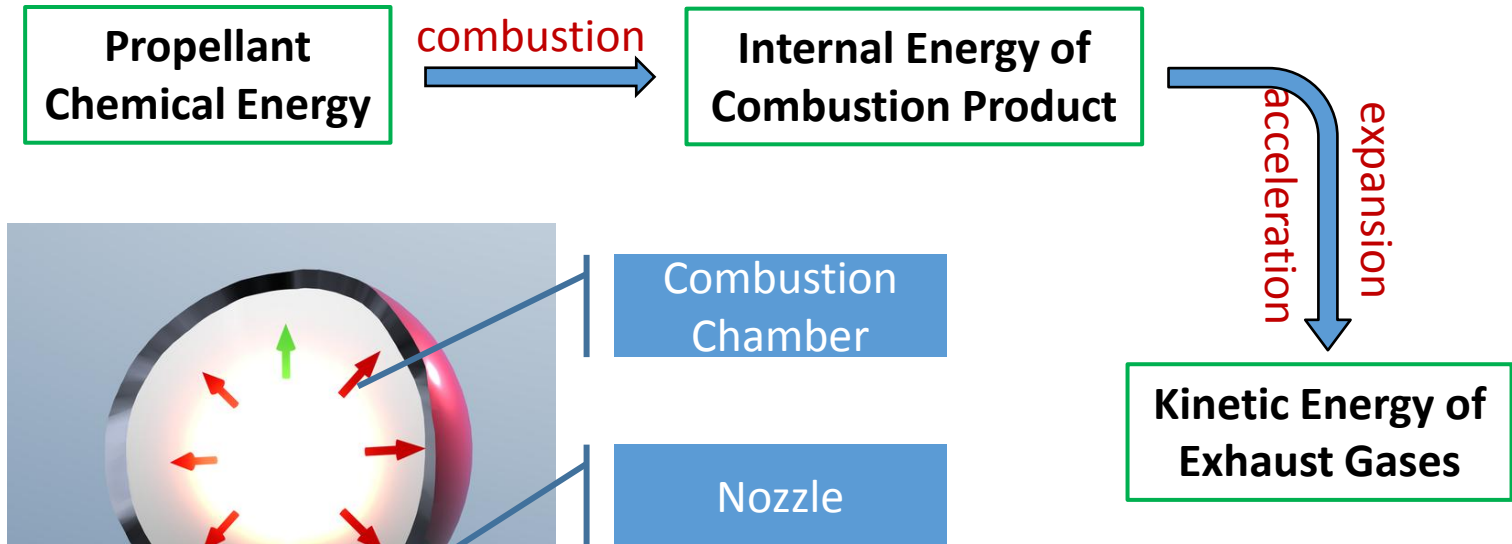 Propellant
Chemical Energy
combustion
Internal Energy of
Combustion Product
acceleration
expansion
Combustion
Chamber
Kinetic Energy of
Exhaust Gases
Nozzle